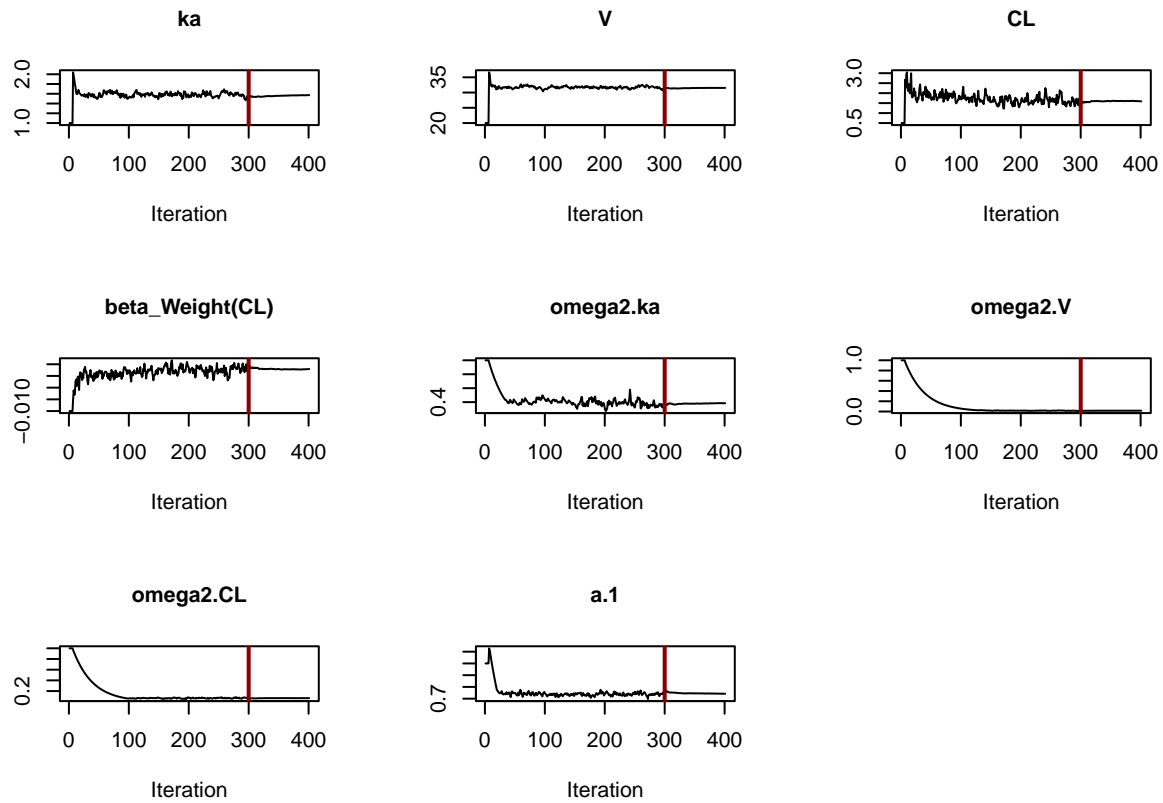 ka
V
CL
1.0 2.0
20 35
0.5 3.0
0 100 200 300 400
0 100 200 300 400
0 100 200 300 400
Iteration
Iteration
Iteration
beta_Weight(CL)
omega2.ka
omega2.V
−0.010
0.4
0.0 1.0
0 100 200 300 400
0 100 200 300 400
0 100 200 300 400
Iteration
Iteration
Iteration
omega2.CL
a.1
0.2
0.7
0 100 200 300 400
0 100 200 300 400
Iteration
Iteration